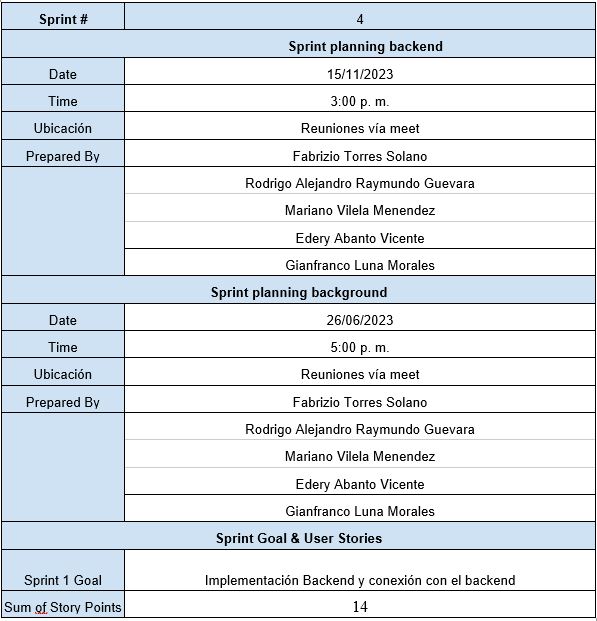 Sprint # 4
Sprint planning backend
Date 15/11/2023
Time 3:00 p. m.
Ubicación Reuniones vía meet
Prepared By Fabrizio Torres Solano
Rodrigo Alejandro Raymundo Guevara
Mariano Vilela Menendez
Edery Abanto Vicente
Gianfranco Luna Morales
Sprint planning background
Date 26/06/2023
Time 5:00 p. m.
Ubicación Reuniones vía meet
Prepared By Fabrizio Torres Solano
Rodrigo Alejandro Raymundo Guevara
Mariano Vilela Menendez
Edery Abanto Vicente
Gianfranco Luna Morales
Sprint Goal & User Stories
Sprint 1 Goal Implementación Backend y conexión con el backend
Sum of Story Points 14